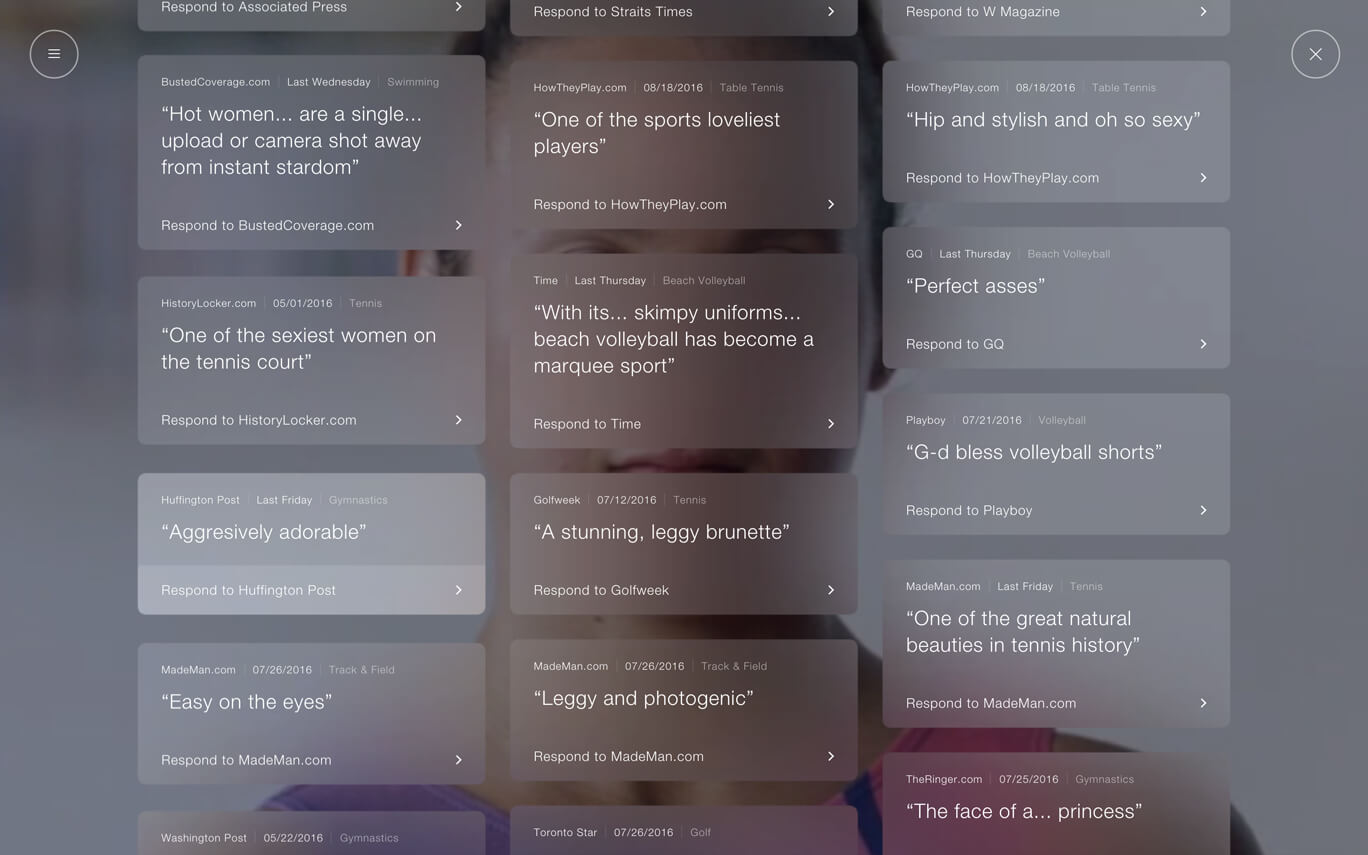 Respond to Associated Press
BustedCoverage.com | Last Wednesday | Swimming
“Hot women... are a single...
upload or camera shot away
from instant stardom”
Respond to BustedCoverage.com
HistoryLocker.com | 05/01/2016 | Tennis
“One of the sexiest women on
the tennis court”
Respond to HistoryLocker.com
Huffington Post | Last Friday | Gymnastics
“Aggresively adorable”
Respond to Huffington Post
MadeMan.com | 07/26/2016 | Track & Field
“Easy on the eyes”
Respond to MadeMan.com
Washington Post | 05/22/2016 | Gymnastics
Respond to Straits Times
HowTheyPlay.com | 08/18/2016 | Table Tennis
“One of the sports loveliest
players”
Respond to HowTheyPlay.com
Time | Last Thursday | Beach Volleyball
“With its... skimpy uniforms...
beach volleyball has become a
marquee sport”
Respond to Time
Golfweek | 07/12/2016 | Tennis
“A stunning, leggy brunette”
Respond to Golfweek
MadeMan.com | 07/26/2016 | Track & Field
“Leggy and photogenic”
Respond to MadeMan.com
Toronto Star | 07/26/2016 | Golf
Respond to W Magazine
HowTheyPlay.com | 08/18/2016 | Table Tennis
“Hip and stylish and oh so sexy”
Respond to HowTheyPlay.com
GQ | Last Thursday | Beach Volleyball
“Perfect asses”
Respond to GQ
Playboy | 07/21/2016 | Volleyball
“G-d bless volleyball shorts”
Respond to Playboy
MadeMan.com | Last Friday | Tennis
“One of the great natural
beauties in tennis history”
Respond to MadeMan.com
TheRinger.com | 07/25/2016 | Gymnastics
“The face of a... princess”